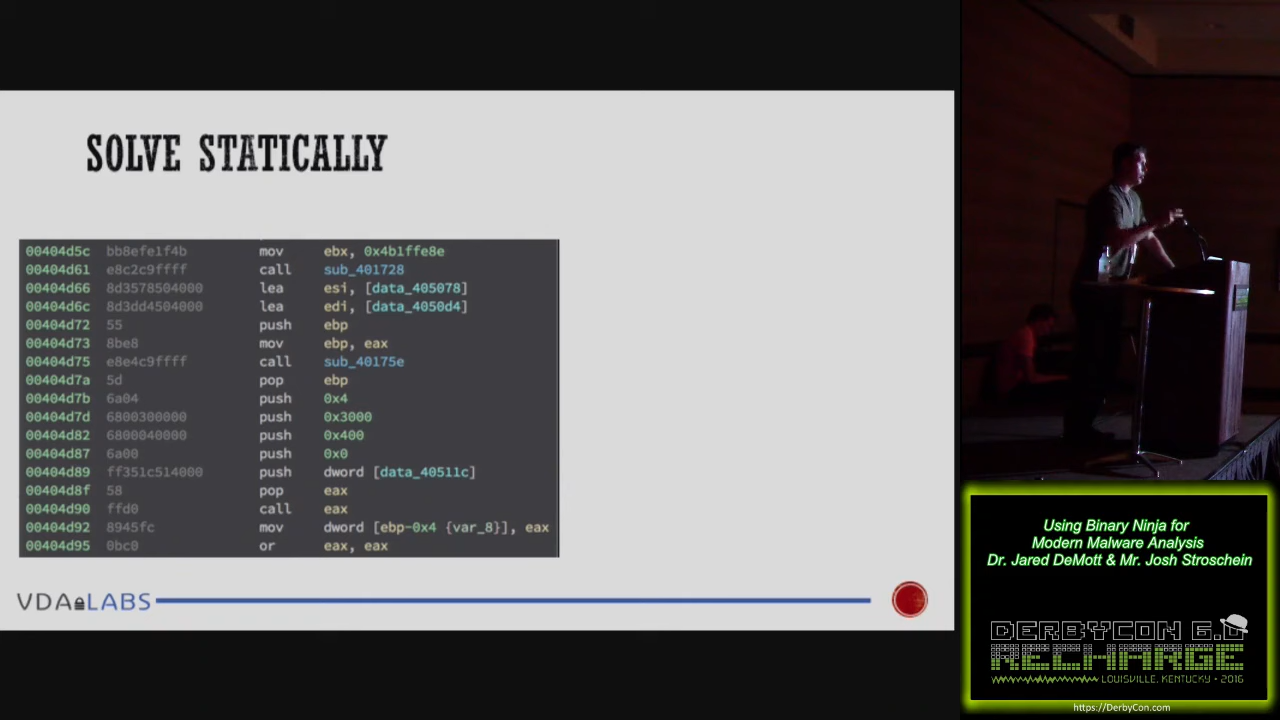 SOLVE STATICALLY
00404d5c bb8efe1f4b mov ebx, 0x4b1ffe8e
00404d61 e8c2c9ffff call sub_401728
00404d66 8d3578504000 lea esi, [data_405078]
00404d6c 8d3dd4504000 lea edi, [data_4050d4]
00404d72 55 push ebp
00404d73 8be8 mov ebp, eax
00404d75 e8e4c9ffff call sub_40175e
00404d7a 5d pop ebp
00404d7b 6a04 push 0x4
00404d7d 6800300000 push 0x3000
00404d82 6800040000 push 0x400
00404d87 6a00 push 0x0
00404d89 ff351c514000 push dword [data_40511c]
00404d8f 58 pop eax
00404d90 ffd0 call eax
00404d92 8945fc mov dword [ebp-0x4 {var_8}], eax
00404d95 0bc0 or eax, eax
VDA LABS
Using Binary Ninja for
Modern Malware Analysis
Dr. Jared DeMott & Mr. Josh Stroschein
DERBYCON 6.0
RECHARGE
LOUISVILLE, KENTUCKY • 2016
https://DerbyCon.com